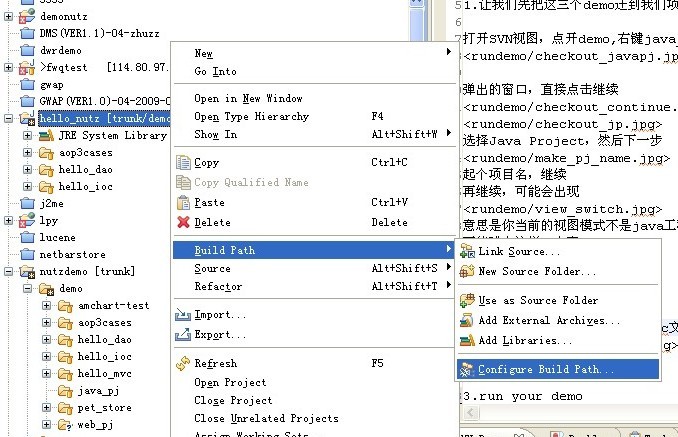 demonutz
DMS(VER1.1)-04-zhuzz
dwrdemo
>fwqtest [114.80.97.
gwap
GWAP(VER1.0)-04-2009-0
hello_nutz [trunk/demo
JRE System Library
aop3cases
hello_dao
hello_ioc
j2me
lpy
lucene
netbarstore
nutzdemo [trunk]
demo
amchart-test
aop3cases
hello_dao
hello_ioc
hello_mvc
java_pj
pet_store
web_pj
New
Go Into
Open in New Window
Open Type Hierarchy F4
Show In Alt+Shift+W
Copy Ctrl+C
Copy Qualified Name
Paste Ctrl+V
Delete Delete
Build Path
Source Alt+Shift+S
Refactor Alt+Shift+T
Import...
Export...
Refresh F5
Open Project
Close Project
Close Unrelated Projects
Assign Working Sets...
Link Source...
New Source Folder...
Use as Source Folder
Add External Archives...
Add Libraries...
Configure Build Path...
5 1.让我们先把这三个demo迁到我们项
6
7 打开SVN视图，点开demo,右键java_
<rundemo/checkout_javapj.jp
弹出的窗口，直接点击继续
<rundemo/checkout_continue.
<rundemo/checkout_jp.jpg>
选择Java Project，然后下一步
<rundemo/make_pj_name.jpg>
起个项目名，继续
再继续，可能会出现
<rundemo/view_switch.jpg>
意思是你当前的视图模式不是java工程
c文
g>
3.run your demo